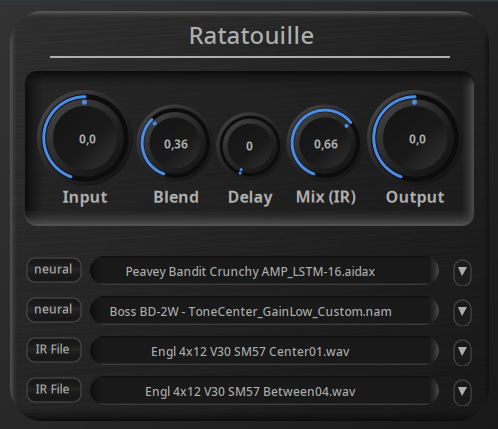 Ratatouille
0,0 0,36 0 0,66 0,0
Input Blend Delay Mix (IR) Output
neural Peavey Bandit Crunchy AMP_LSTM-16.aidax
neural Boss BD-2W - ToneCenter_GainLow_Custom.nam
IR File Engl 4x12 V30 SM57 Center01.wav
IR File Engl 4x12 V30 SM57 Between04.wav